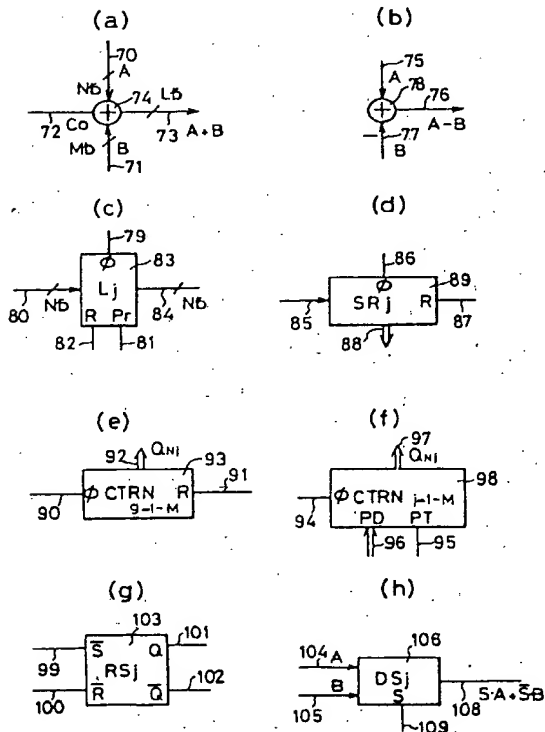 (a)
(b)
70
A
Nb
74
Lb
72
Co
73
A+B
Mb
B
71
75
A
78
76
A−B
77
B
(c)
(d)
79
ϕ
83
Lj
80
Nb
84
Nb
R Pr
82
81
86
ϕ
89
SRj
R
85
87
88
(e)
(f)
92
QNj
93
91
ϕ CTRN 9-1-M R
90
97
QNj
98
ϕ CTRN j-1-M
94
PD PT
96
95
(g)
(h)
103
101
S̅ Q
99
RSj
102
R̅ Q̅
100
104
A
106
DSj
B
S
105
108
S·A+S̅·B
109